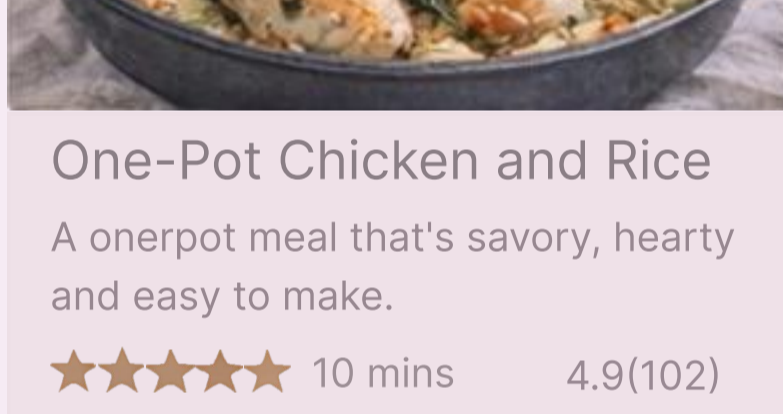 One-Pot Chicken and Rice
A onerpot meal that's savory, hearty
and easy to make.
10 mins 4.9(102)